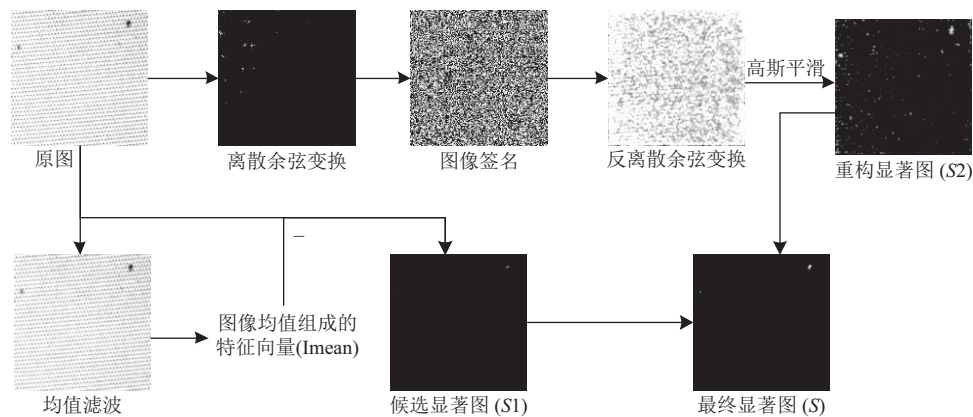 高斯平滑
原图
离散余弦变换
图像签名
反离散余弦变换
重构显著图 (S2)
−
图像均值组成的
特征向量(Imean)
均值滤波
候选显著图 (S1)
最终显著图 (S)